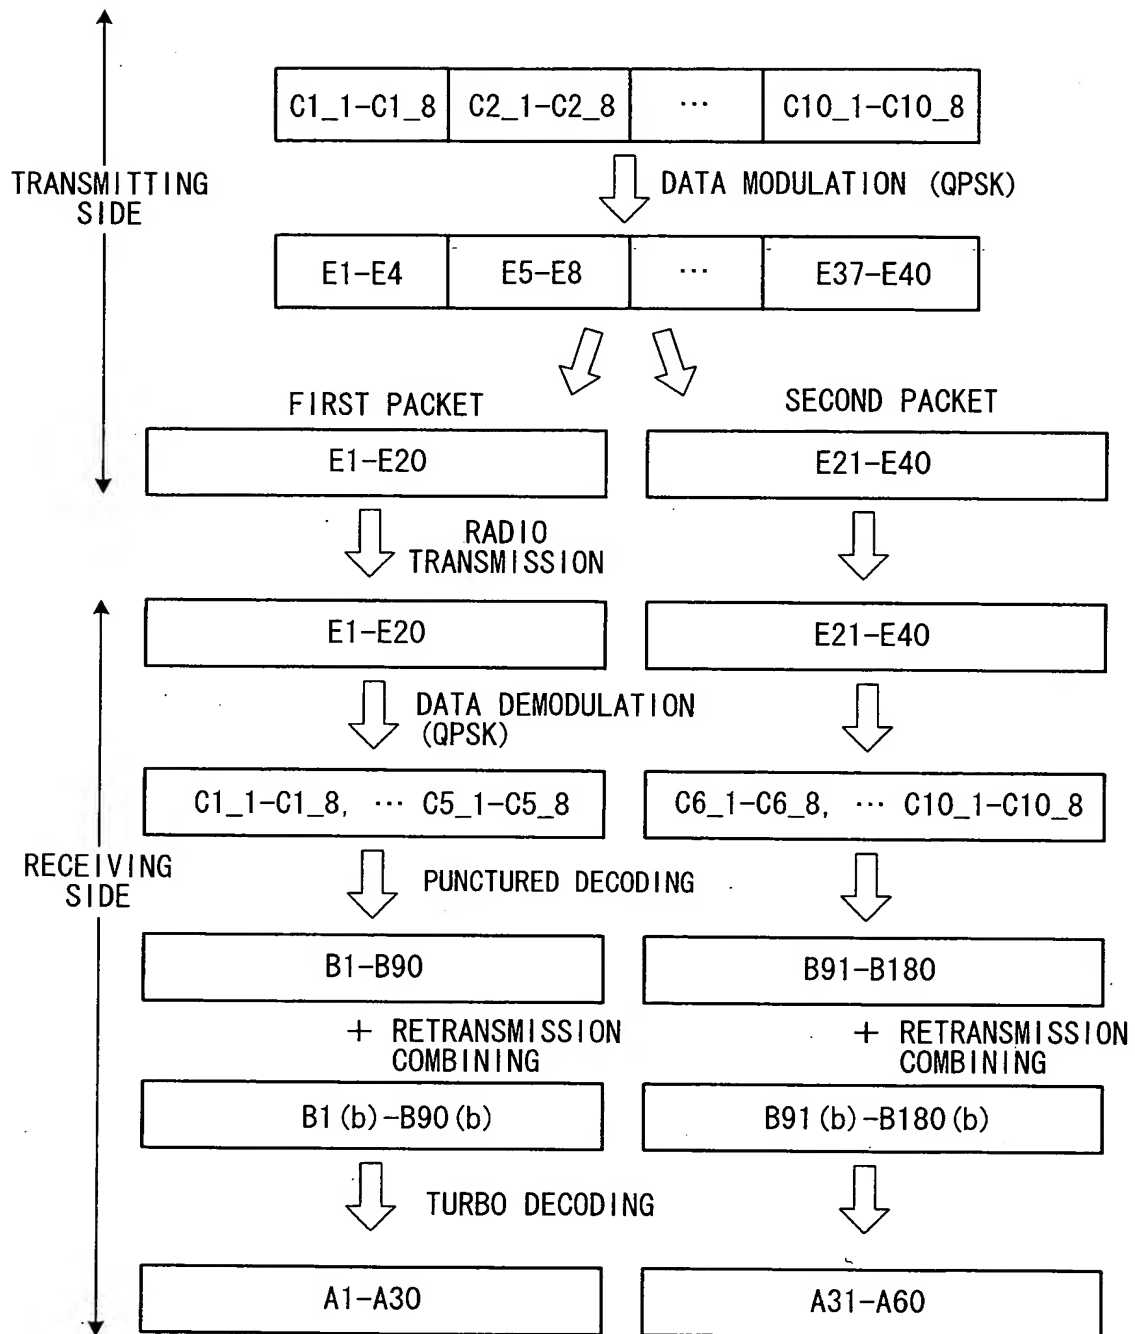 C1_1-C1_8 C2_1-C2_8 ... C10_1-C10_8
TRANSMITTING
SIDE
DATA MODULATION (QPSK)
E1-E4 E5-E8 ... E37-E40
FIRST PACKET SECOND PACKET
E1-E20 E21-E40
RADIO
TRANSMISSION
E1-E20 E21-E40
DATA DEMODULATION
(QPSK)
C1_1-C1_8, ... C5_1-C5_8 C6_1-C6_8, ... C10_1-C10_8
RECEIVING
SIDE
PUNCTURED DECODING
B1-B90 B91-B180
+ RETRANSMISSION + RETRANSMISSION
COMBINING COMBINING
B1(b)-B90(b) B91(b)-B180(b)
TURBO DECODING
A1-A30 A31-A60